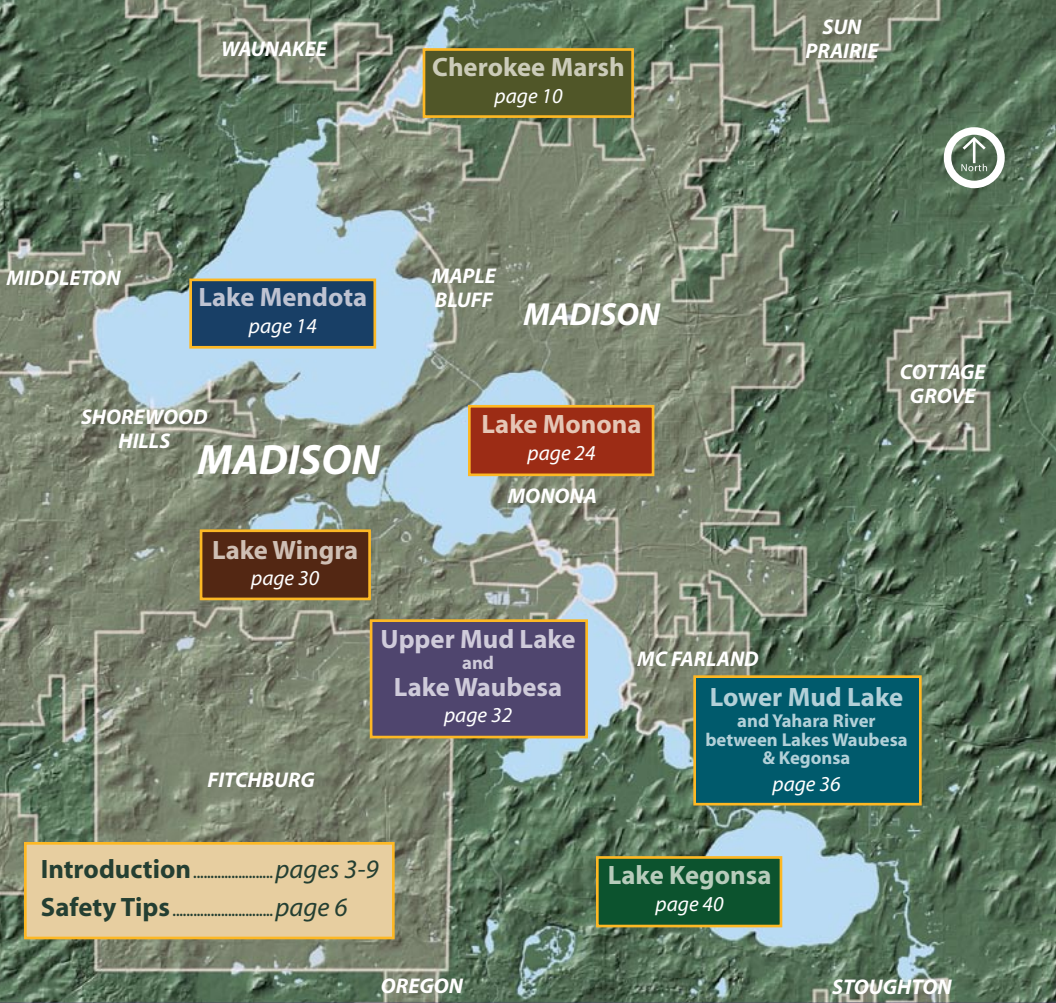 WAUNAKEE
SUN
PRAIRIE
Cherokee Marsh
page 10
North
MIDDLETON
MAPLE
BLUFF
Lake Mendota
page 14
MADISON
COTTAGE
GROVE
SHOREWOOD
HILLS
Lake Monona
page 24
MADISON
MONONA
Lake Wingra
page 30
Upper Mud Lake
and
Lake Waubesa
page 32
MC FARLAND
Lower Mud Lake
and Yahara River
between Lakes Waubesa
& Kegonsa
page 36
FITCHBURG
Introduction ........................ pages 3-9
Safety Tips .............................. page 6
Lake Kegonsa
page 40
OREGON
STOUGHTON